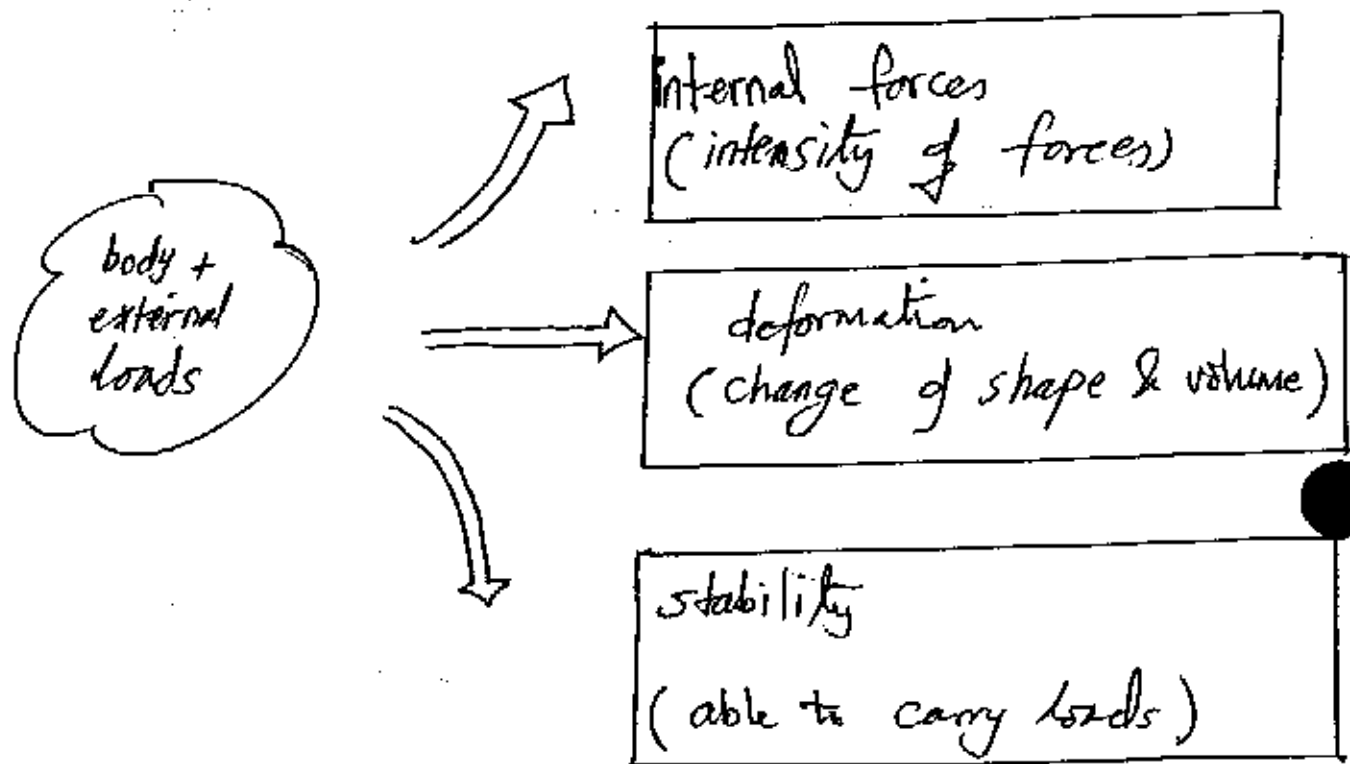 body +
external
loads
internal forces
(intensity of forces)
deformation
(change of shape & volume)
stability
(able to carry loads)